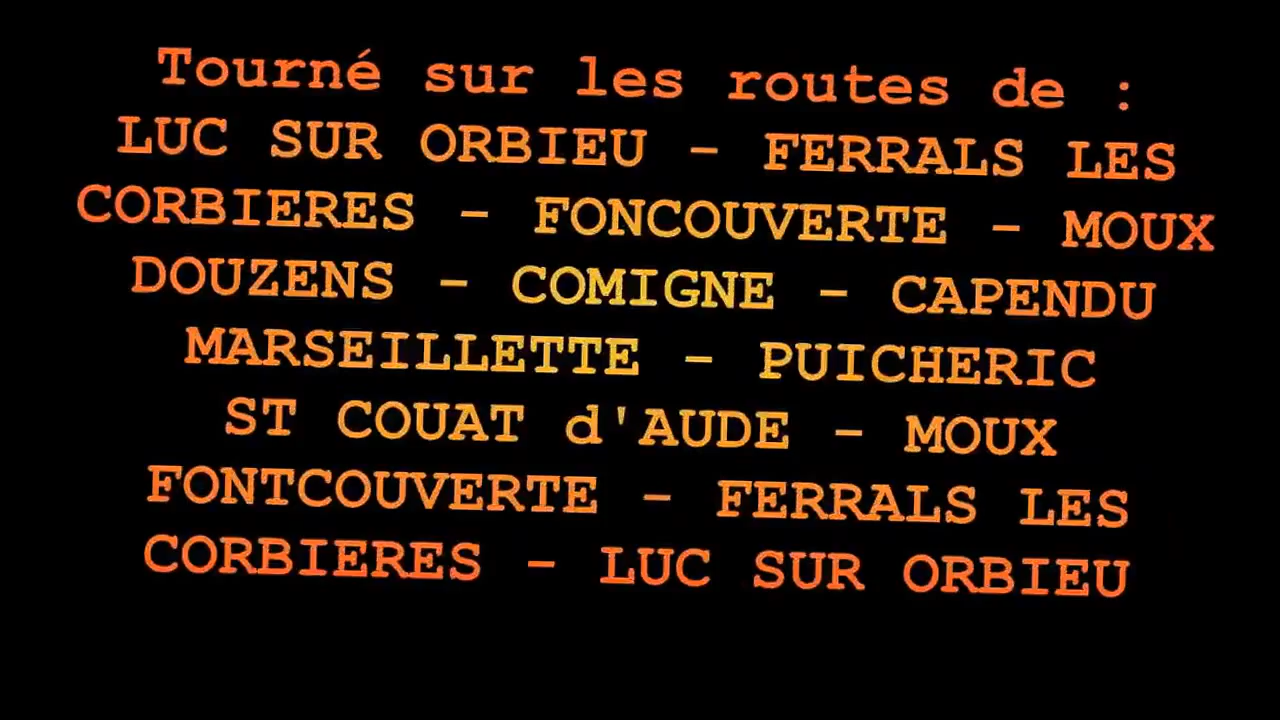 Tourné sur les routes de :
LUC SUR ORBIEU - FERRALS LES
CORBIERES - FONCOUVERTE - MOUX
DOUZENS - COMIGNE - CAPENDU
MARSEILLETTE - PUICHERIC
ST COUAT d'AUDE - MOUX
FONTCOUVERTE - FERRALS LES
CORBIERES - LUC SUR ORBIEU